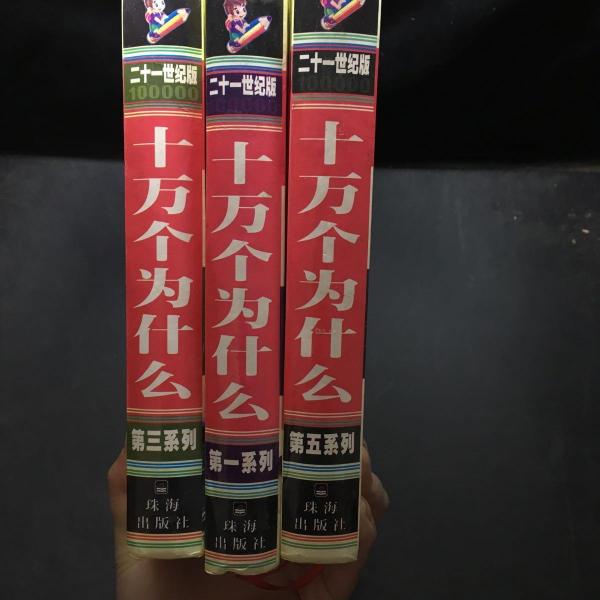 二十一世纪版
100000
十万个为什么
第三系列
珠海
出版社
二十一世纪版
十万个为什么
第一系列
珠海
出版社
二十一世纪版
100000
十万个为什么
第五系列
珠海
出版社